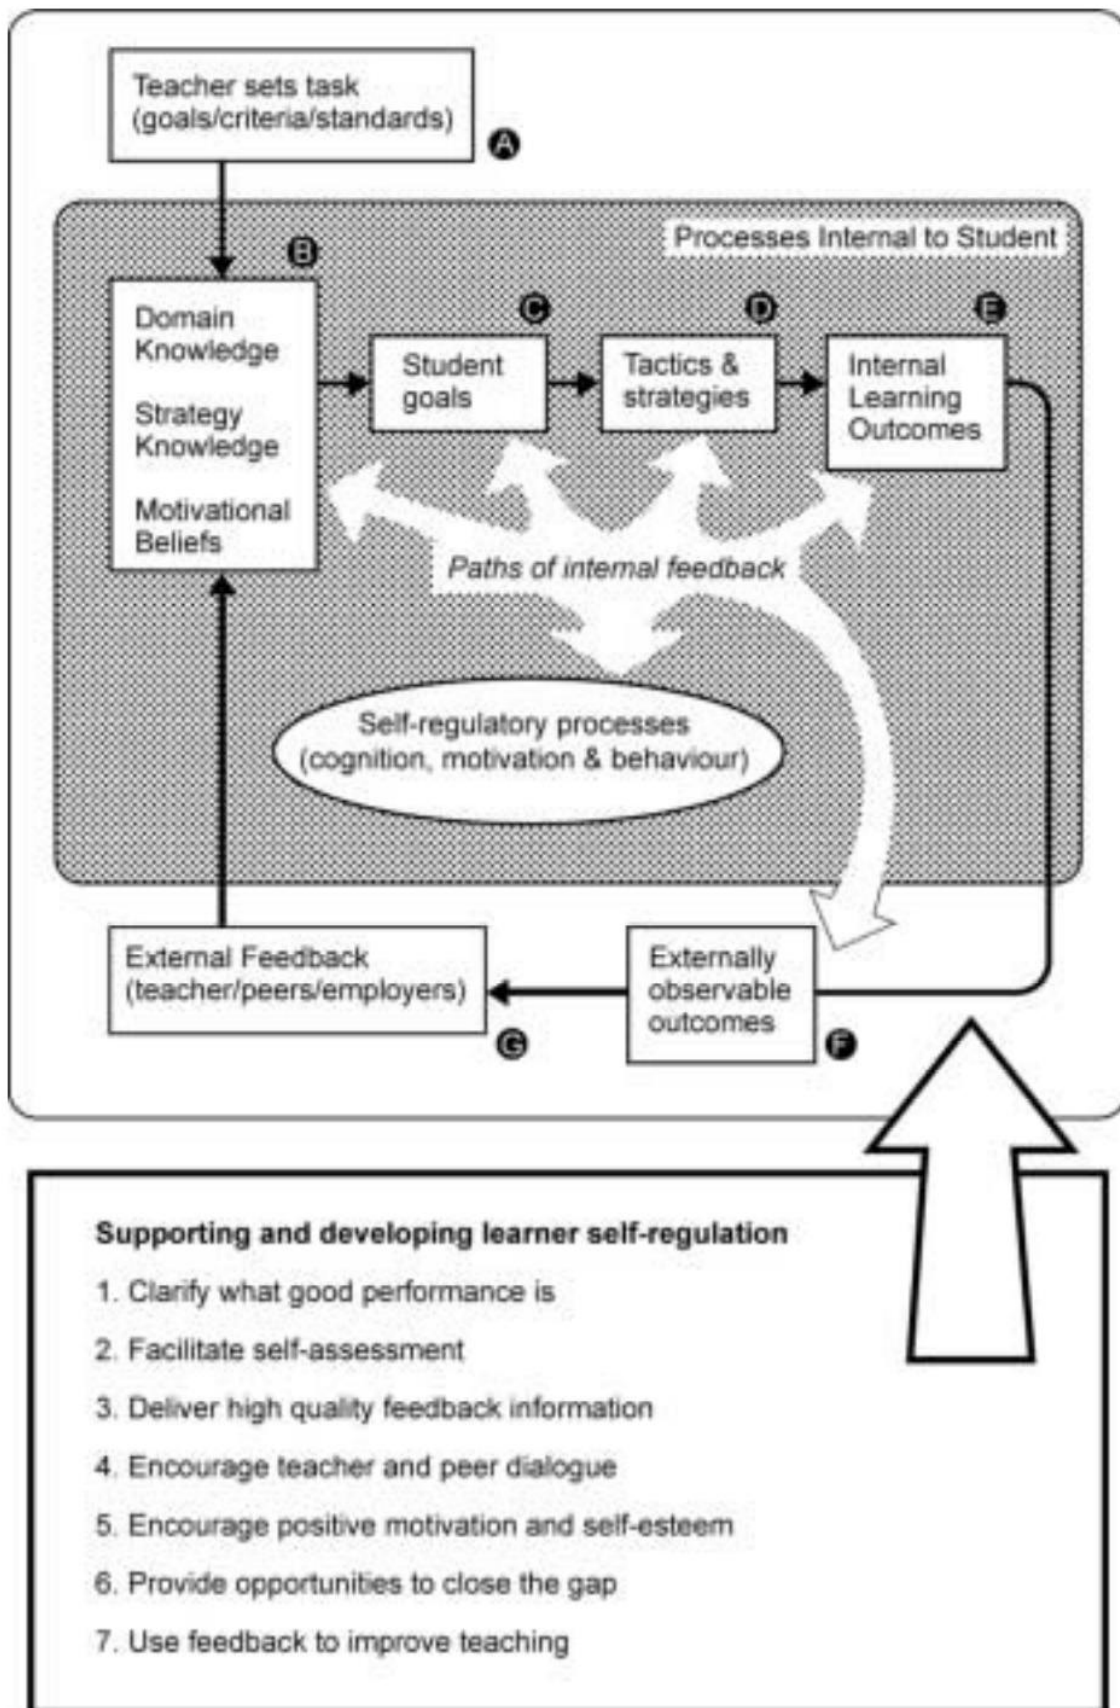 Teacher sets task
(goals/criteria/standards)
A
Processes Internal to Student
B
Domain
Knowledge
Strategy
Knowledge
Motivational
Beliefs
C
Student
goals
D
Tactics &
strategies
E
Internal
Learning
Outcomes
Paths of internal feedback
Self-regulatory processes
(cognition, motivation & behaviour)
External Feedback
(teacher/peers/employers)
G
Externally
observable
outcomes
F
Supporting and developing learner self-regulation
1. Clarify what good performance is
2. Facilitate self-assessment
3. Deliver high quality feedback information
4. Encourage teacher and peer dialogue
5. Encourage positive motivation and self-esteem
6. Provide opportunities to close the gap
7. Use feedback to improve teaching